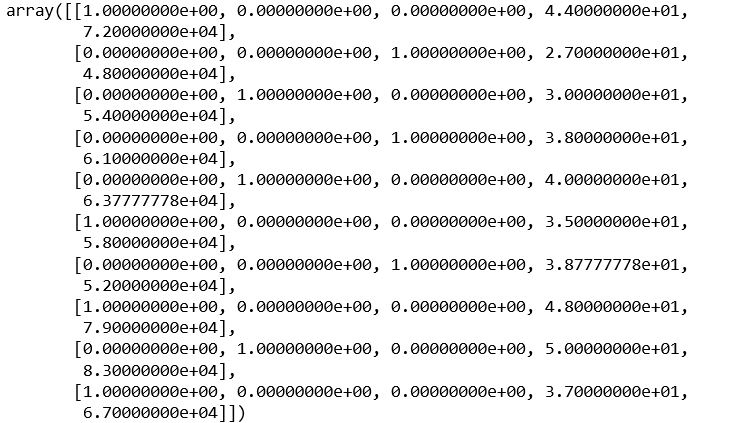 array([[1.00000000e+00, 0.00000000e+00, 0.00000000e+00, 4.40000000e+01,
7.20000000e+04],
[0.00000000e+00, 0.00000000e+00, 1.00000000e+00, 2.70000000e+01,
4.80000000e+04],
[0.00000000e+00, 1.00000000e+00, 0.00000000e+00, 3.00000000e+01,
5.40000000e+04],
[0.00000000e+00, 0.00000000e+00, 1.00000000e+00, 3.80000000e+01,
6.10000000e+04],
[0.00000000e+00, 1.00000000e+00, 0.00000000e+00, 4.00000000e+01,
6.37777778e+04],
[1.00000000e+00, 0.00000000e+00, 0.00000000e+00, 3.50000000e+01,
5.80000000e+04],
[0.00000000e+00, 0.00000000e+00, 1.00000000e+00, 3.87777778e+01,
5.20000000e+04],
[1.00000000e+00, 0.00000000e+00, 0.00000000e+00, 4.80000000e+01,
7.90000000e+04],
[0.00000000e+00, 1.00000000e+00, 0.00000000e+00, 5.00000000e+01,
8.30000000e+04],
[1.00000000e+00, 0.00000000e+00, 0.00000000e+00, 3.70000000e+01,
6.70000000e+04]])